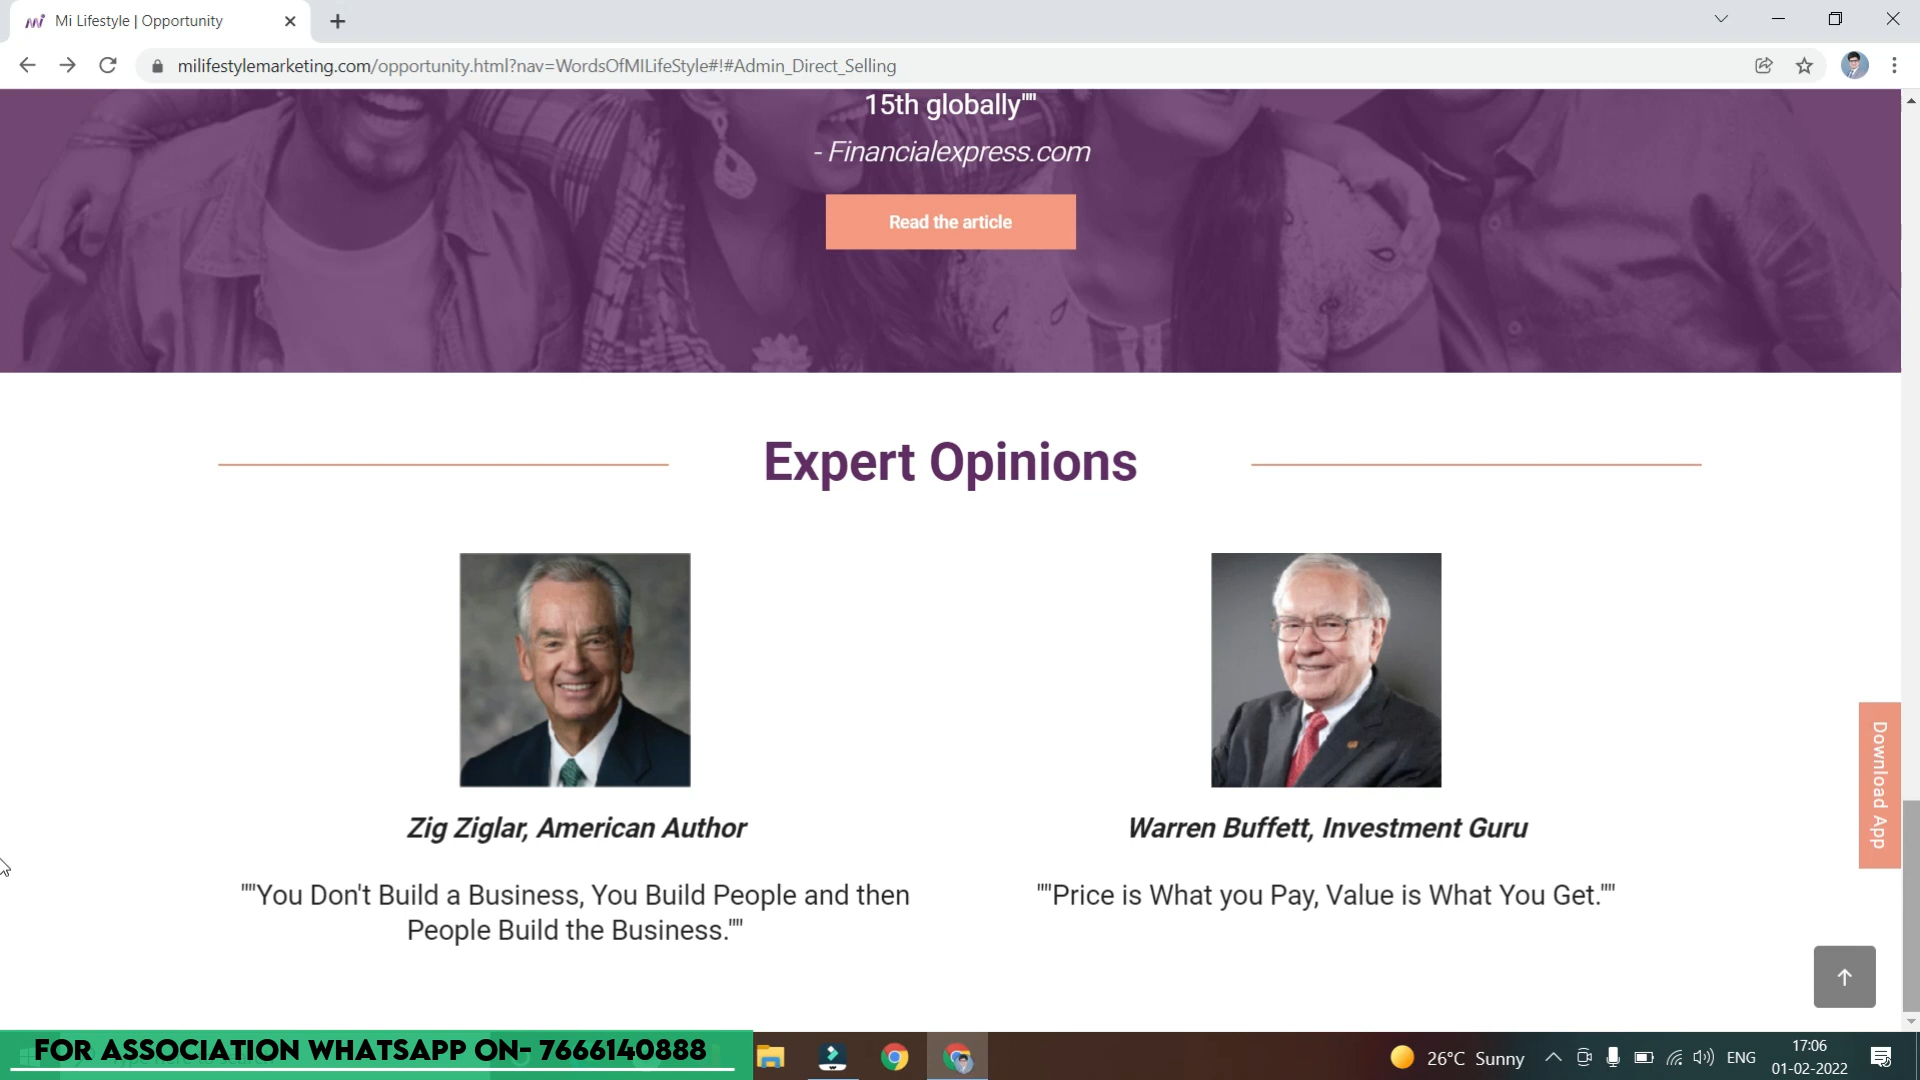 Mi Lifestyle | Opportunity
milifestylemarketing.com/opportunity.html?nav=WordsOfMILifeStyle#!#Admin_Direct_Selling
15th globally""
- Financialexpress.com
Read the article
Expert Opinions
Zig Ziglar, American Author
Warren Buffett, Investment Guru
""You Don't Build a Business, You Build People and then
People Build the Business.""
""Price is What you Pay, Value is What You Get.""
Download App
FOR ASSOCIATION WHATSAPP ON- 7666140888
26°C Sunny
ENG
17:06
01-02-2022